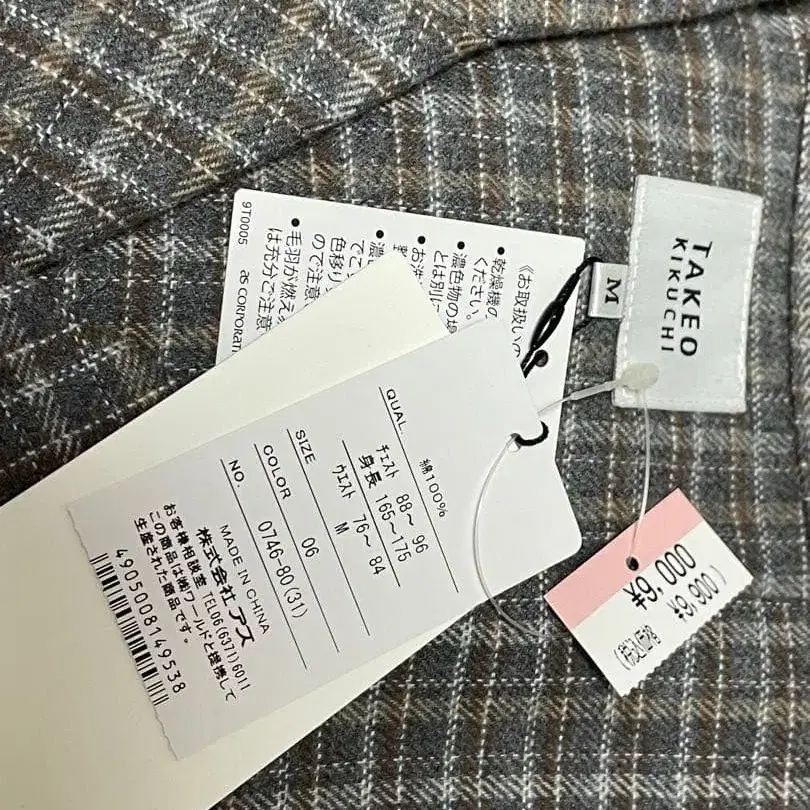 TAKEO
KIKUCHI
M
9T0005
as CORPORATI
《お取扱いの
•乾燥機の
ください。
•濃色物の場
とは別に
•お洗
•濃
でこ
色移り
ので注意
•毛羽が燃え
は充分ご注意
QUAL
綿100%
チェスト 88〜 96
身長 165〜175
ウエスト 76〜 84
SIZE
M
COLOR
06
NO.
0746-80(31)
MADE IN CHINA
株式会社アス
お客様相談室 TEL06(6371)6011
この商品は㈱ワールドと提携して
生産された商品です。
4905008149538
¥9,000
(税込価格
¥9,900)